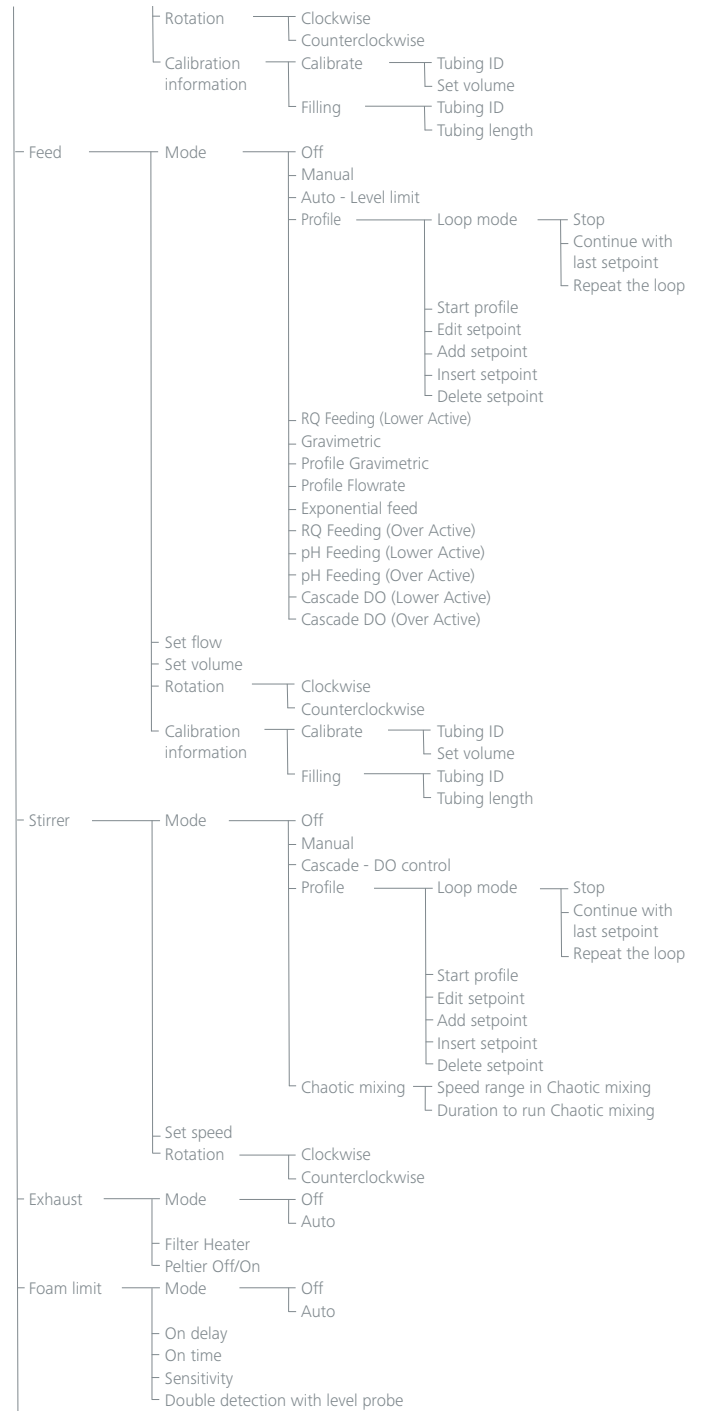 Rotation Clockwise
Counterclockwise
Calibration Calibrate Tubing ID
information Set volume
Filling Tubing ID
Tubing length
Feed Mode Off
Manual
Auto - Level limit
Profile Loop mode Stop
Continue with
last setpoint
Repeat the loop
Start profile
Edit setpoint
Add setpoint
Insert setpoint
Delete setpoint
RQ Feeding (Lower Active)
Gravimetric
Profile Gravimetric
Profile Flowrate
Exponential feed
RQ Feeding (Over Active)
pH Feeding (Lower Active)
pH Feeding (Over Active)
Cascade DO (Lower Active)
Cascade DO (Over Active)
Set flow
Set volume
Rotation Clockwise
Counterclockwise
Calibration Calibrate Tubing ID
information Set volume
Filling Tubing ID
Tubing length
Stirrer Mode Off
Manual
Cascade - DO control
Profile Loop mode Stop
Continue with
last setpoint
Repeat the loop
Start profile
Edit setpoint
Add setpoint
Insert setpoint
Delete setpoint
Chaotic mixing Speed range in Chaotic mixing
Duration to run Chaotic mixing
Set speed
Rotation Clockwise
Counterclockwise
Exhaust Mode Off
Auto
Filter Heater
Peltier Off/On
Foam limit Mode Off
Auto
On delay
On time
Sensitivity
Double detection with level probe